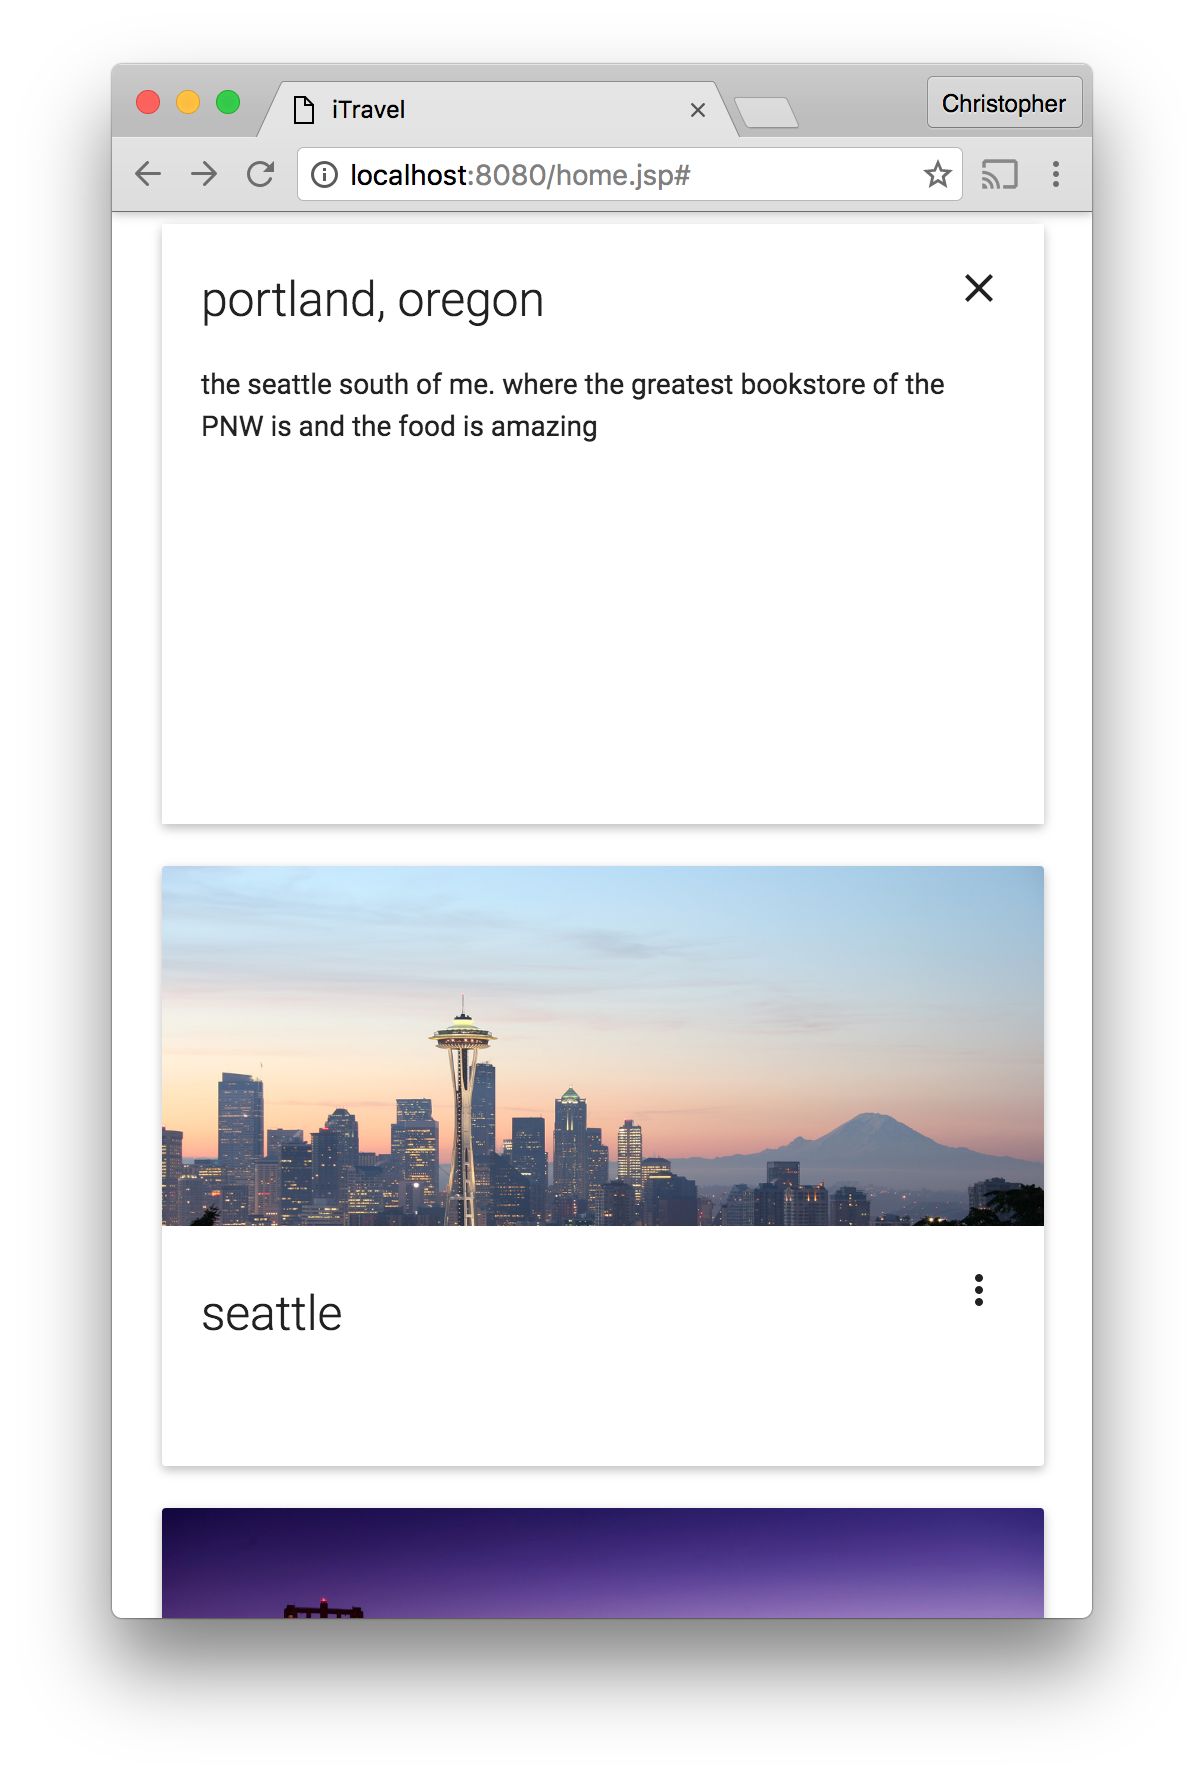 iTravel
Christopher
localhost:8080/home.jsp#
portland, oregon
the seattle south of me. where the greatest bookstore of the
PNW is and the food is amazing
seattle